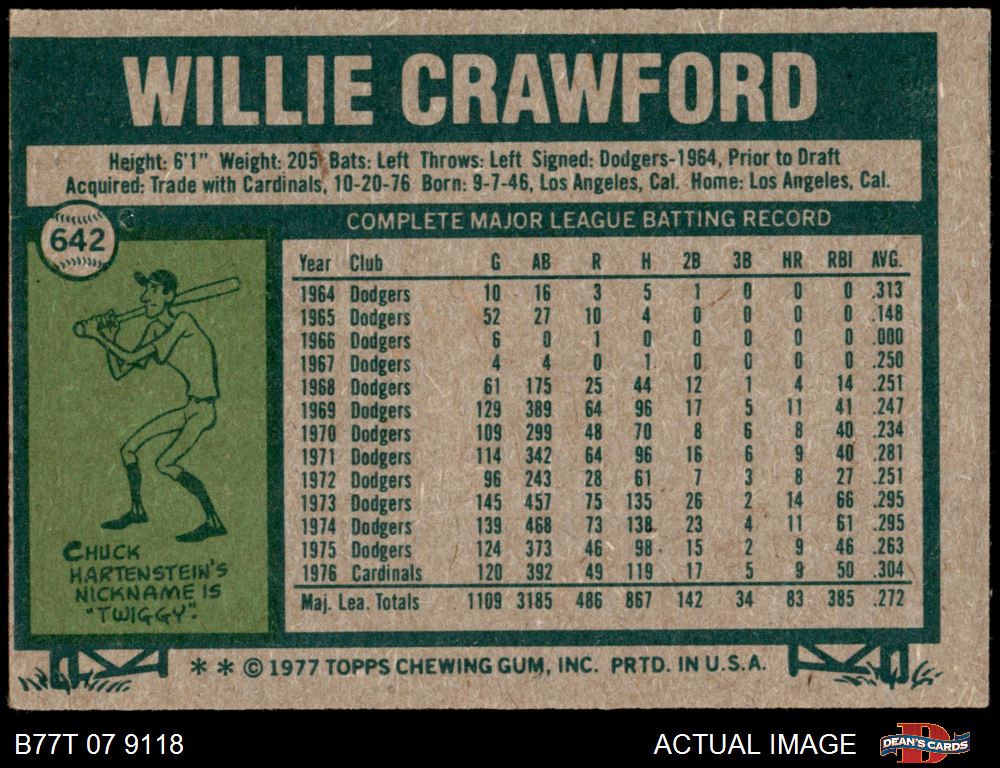 WILLIE CRAWFORD
Height: 6'1" Weight: 205 Bats: Left Throws: Left Signed: Dodgers-1964, Prior to Draft
Acquired: Trade with Cardinals, 10-20-76 Born: 9-7-46, Los Angeles, Cal. Home: Los Angeles, Cal.
642
COMPLETE MAJOR LEAGUE BATTING RECORD
Year Club G AB R H 2B 3B HR RBI AVG.
1964 Dodgers 10 16 3 5 1 0 0 0 .313
1965 Dodgers 52 27 10 4 0 0 0 0 .148
1966 Dodgers 6 0 1 0 0 0 0 0 .000
1967 Dodgers 4 4 0 1 0 0 0 0 .250
1968 Dodgers 61 175 25 44 12 1 4 14 .251
1969 Dodgers 129 389 64 96 17 5 11 41 .247
1970 Dodgers 109 299 48 70 8 6 8 40 .234
1971 Dodgers 114 342 64 96 16 6 9 40 .281
1972 Dodgers 96 243 28 61 7 3 8 27 .251
1973 Dodgers 145 457 75 135 26 2 14 66 .295
1974 Dodgers 139 468 73 138 23 4 11 61 .295
1975 Dodgers 124 373 46 98 15 2 9 46 .263
1976 Cardinals 120 392 49 119 17 5 9 50 .304
Maj. Lea. Totals 1109 3185 486 867 142 34 83 385 .272
CHUCK
HARTENSTEIN'S
NICKNAME IS
"TWIGGY".
** © 1977 TOPPS CHEWING GUM, INC. PRTD. IN U.S.A.
B77T 07 9118
ACTUAL IMAGE
DEAN'S CARDS